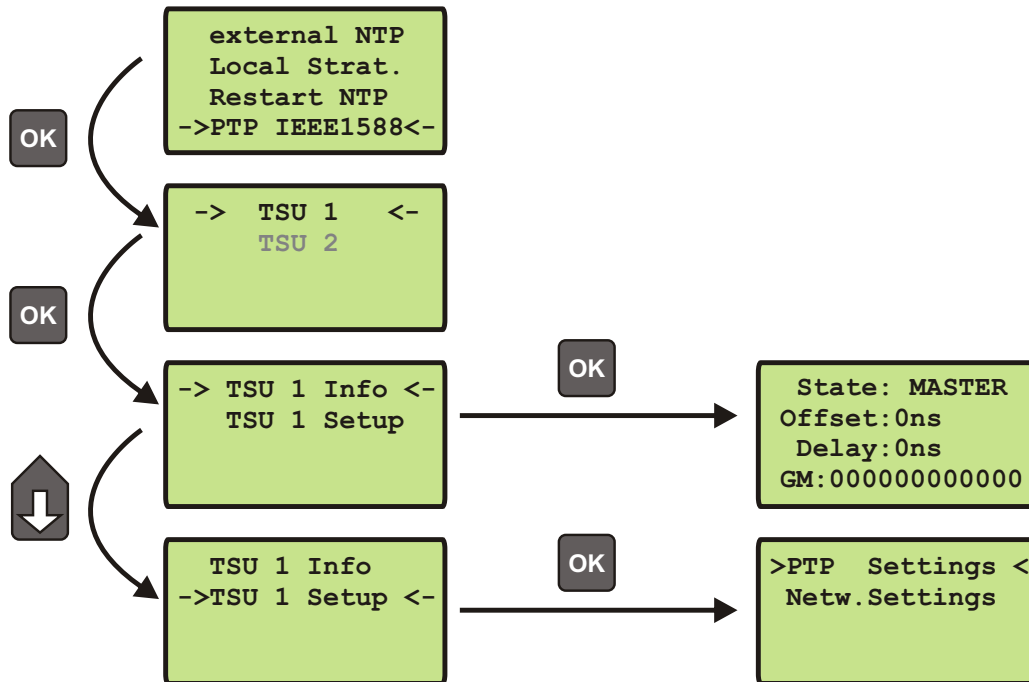 external NTP
Local Strat.
Restart NTP
->PTP IEEE1588<-
OK
-> TSU 1 <-
TSU 2
OK
-> TSU 1 Info <-
TSU 1 Setup
OK
State: MASTER
Offset:0ns
Delay:0ns
GM:000000000000
TSU 1 Info
->TSU 1 Setup <-
OK
>PTP Settings <
Netw.Settings